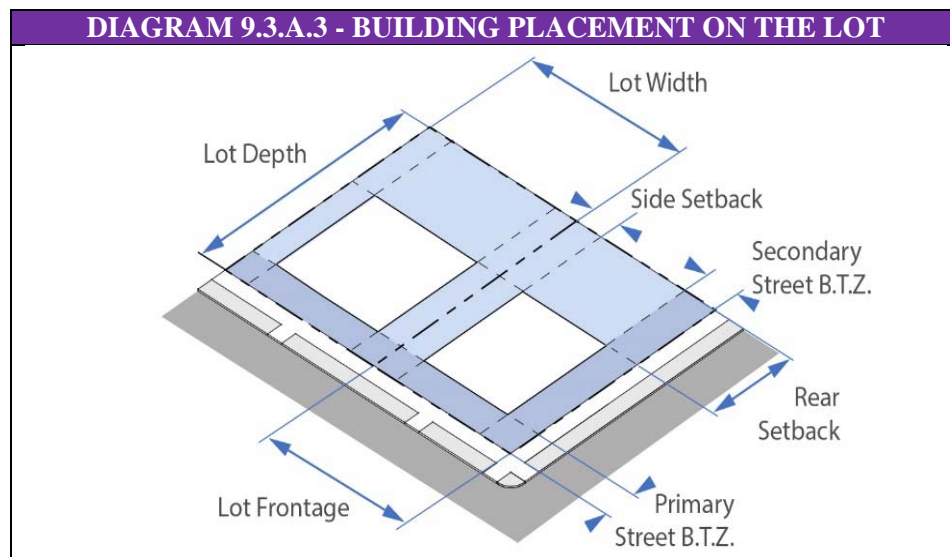 DIAGRAM 9.3.A.3 - BUILDING PLACEMENT ON THE LOT
Lot Width
Lot Depth
Side Setback
Secondary
Street B.T.Z.
Rear
Setback
Lot Frontage
Primary
Street B.T.Z.